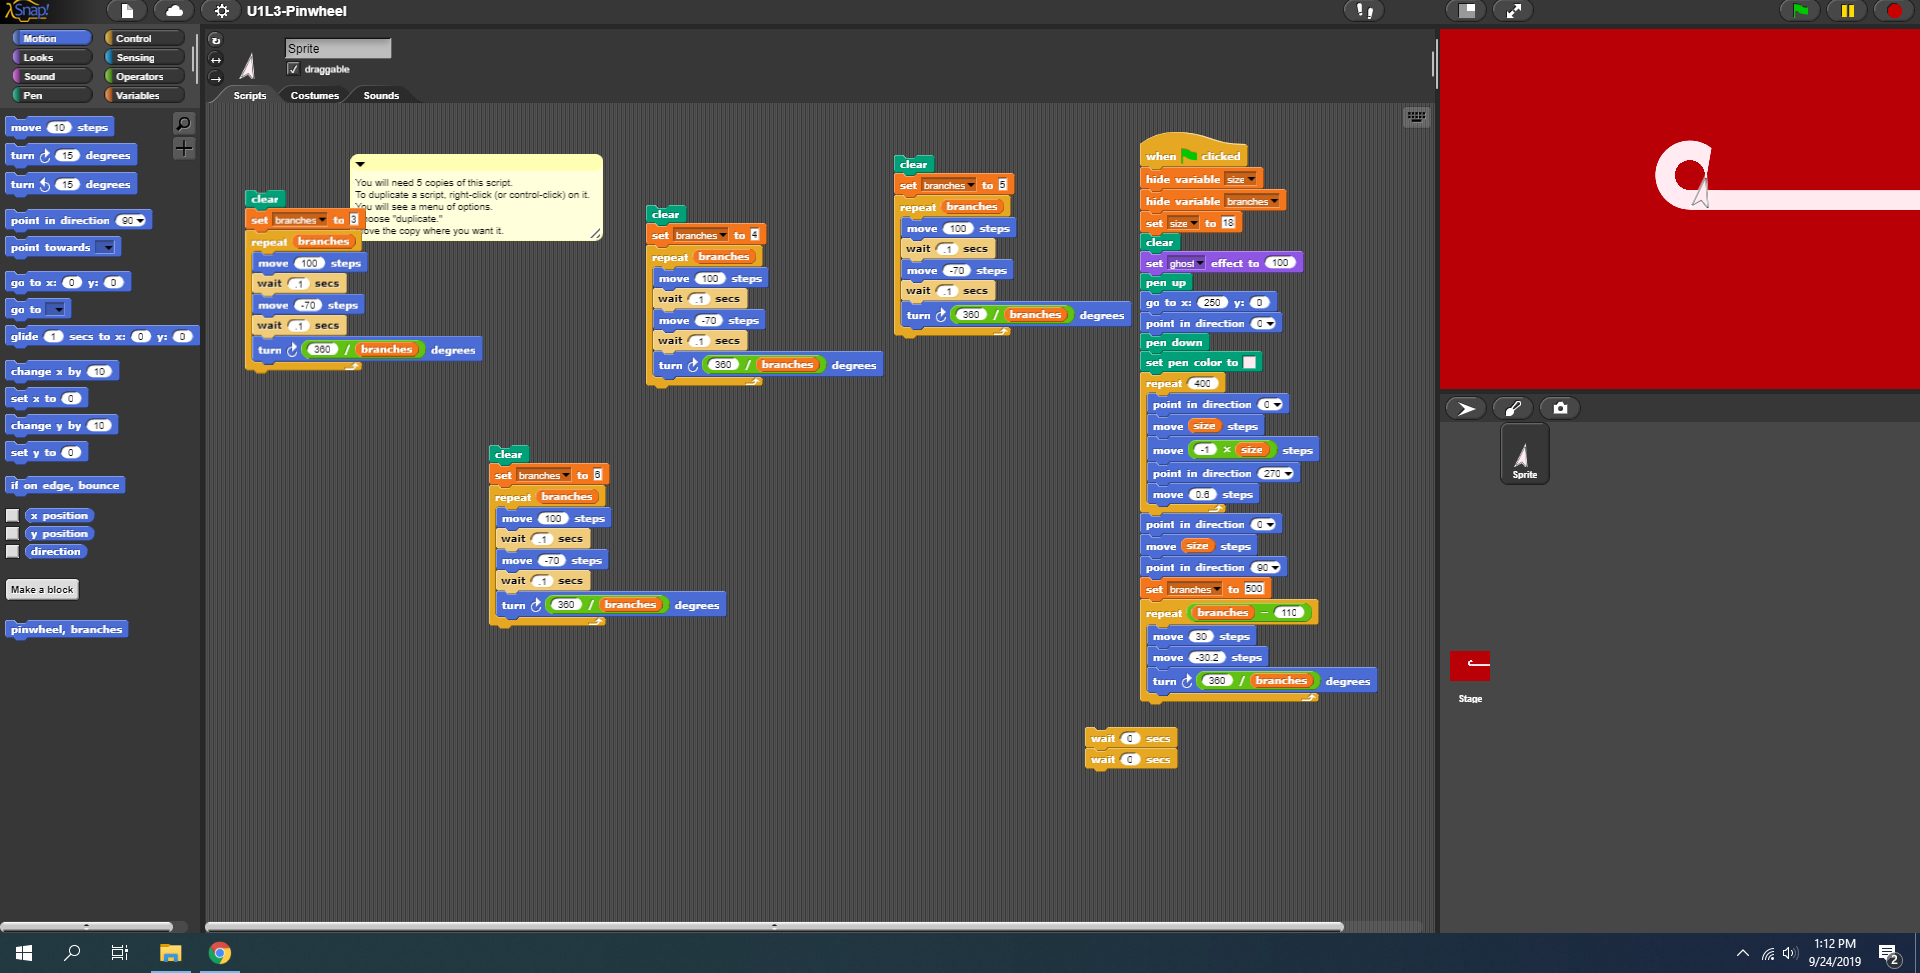 Snap!
U1L3-Pinwheel
Motion
Control
Looks
Sensing
Sound
Operators
Pen
Variables
move 10 steps
turn 15 degrees
turn 15 degrees
point in direction 90
point towards
go to x: 0 y: 0
go to
glide 1 secs to x: 0 y: 0
change x by 10
set x to 0
change y by 10
set y to 0
if on edge, bounce
x position
y position
direction
Make a block
pinwheel, branches
Sprite
draggable
Scripts
Costumes
Sounds
You will need 5 copies of this script.
To duplicate a script, right-click (or control-click) on it.
You will see a menu of options.
"duplicate."
the copy where you want it.
clear
set branches to 3
repeat branches
move 100 steps
wait .1 secs
move -70 steps
wait .1 secs
turn 360 / branches degrees
clear
set branches to 4
repeat branches
move 100 steps
wait .1 secs
move -70 steps
wait .1 secs
turn 360 / branches degrees
clear
set branches to 5
repeat branches
move 100 steps
wait .1 secs
move -70 steps
wait .1 secs
turn 360 / branches degrees
clear
set branches to 6
repeat branches
move 100 steps
wait .1 secs
move -70 steps
wait .1 secs
turn 360 / branches degrees
when clicked
hide variable size
hide variable branches
set size to 18
clear
set ghost effect to 100
pen up
go to x: 250 y: 0
point in direction 0
pen down
set pen color to
repeat 400
point in direction 0
move size steps
move -1 × size steps
point in direction 270
move 0.6 steps
point in direction 0
move size steps
point in direction 90
set branches to 500
repeat branches - 110
move 30 steps
move -30.2 steps
turn 360 / branches degrees
wait 0 secs
wait 0 secs
Sprite
Stage
1:12 PM
9/24/2019
2